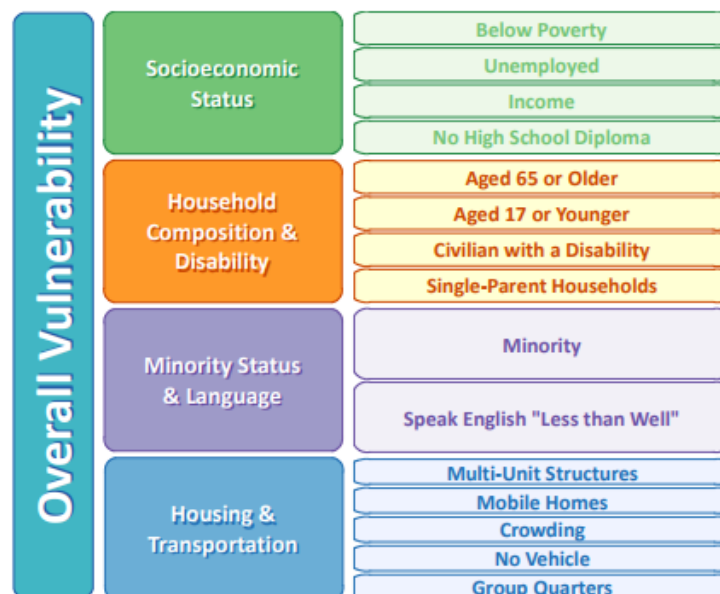 Overall Vulnerability
Socioeconomic
Status
Below Poverty
Unemployed
Income
No High School Diploma
Household
Composition &
Disability
Aged 65 or Older
Aged 17 or Younger
Civilian with a Disability
Single-Parent Households
Minority Status
& Language
Minority
Speak English "Less than Well"
Housing &
Transportation
Multi-Unit Structures
Mobile Homes
Crowding
No Vehicle
Group Quarters